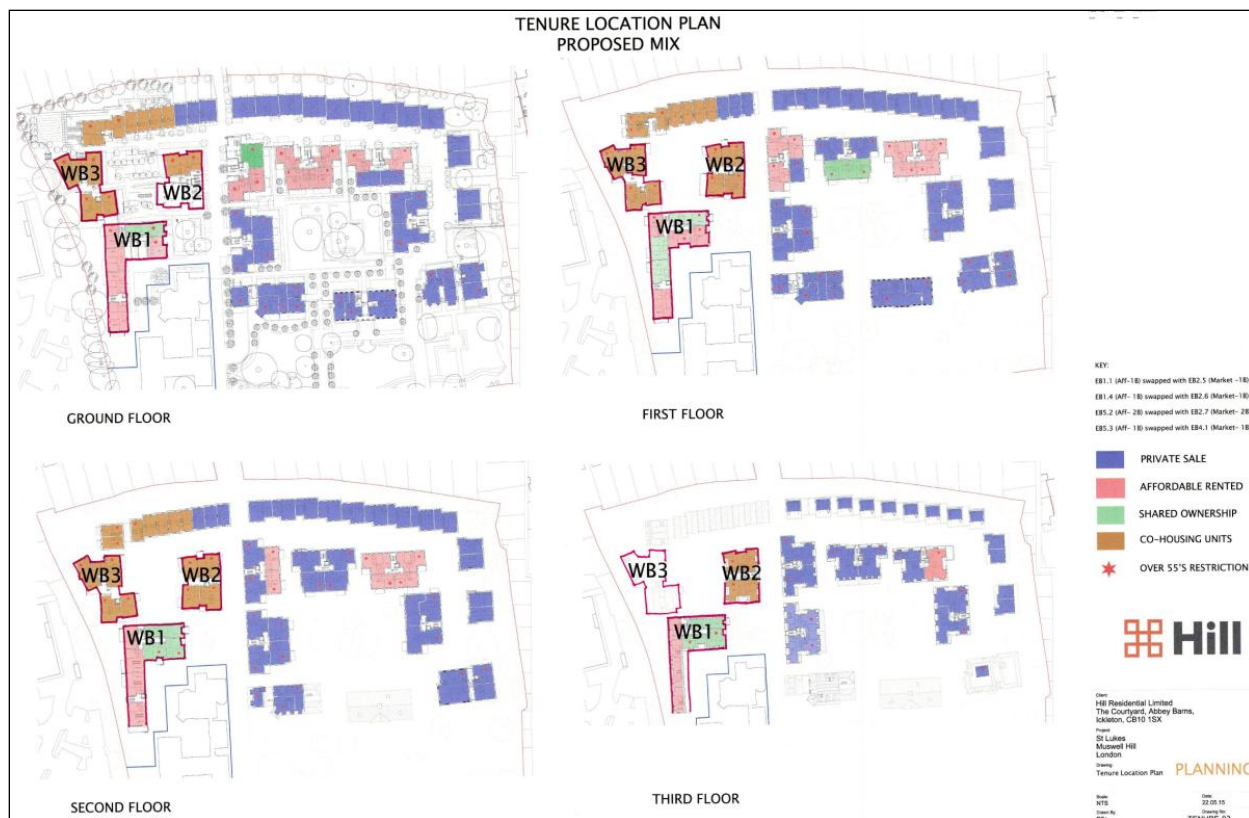 TENURE LOCATION PLAN
PROPOSED MIX
WB3
WB2
WB1
GROUND FLOOR
WB3
WB2
WB1
FIRST FLOOR
WB3
WB2
WB1
SECOND FLOOR
WB3
WB2
WB1
THIRD FLOOR
KEY:
EB1.1 (Aff-1B) swapped with EB2.5 (Market -1B)
EB1.4 (Aff- 1B) swapped with EB2.6 (Market-1B)
EB5.2 (Aff- 2B) swapped with EB2.7 (Market- 2B
EB5.3 (Aff- 1B) swapped with EB4.1 (Market- 1B
PRIVATE SALE
AFFORDABLE RENTED
SHARED OWNERSHIP
CO-HOUSING UNITS
OVER 55'S RESTRICTION
Hill
Client
Hill Residential Limited
The Courtyard, Abbey Barns,
Ickleton, CB10 1SX
Project
St Lukes
Muswell Hill
London
Drawing
Tenure Location Plan
PLANNING
Scale
NTS
Date:
22.05.15
Drawn By
Drawing No: